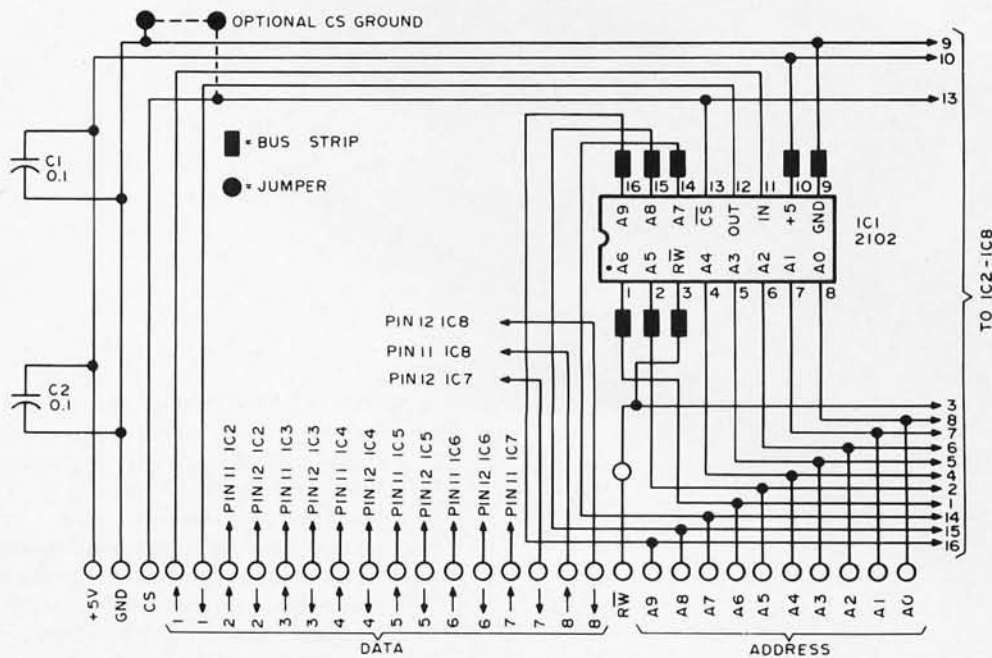 OPTIONAL CS GROUND
9
10
13
= BUS STRIP
= JUMPER
C1
0.1
16 15 14 13 12 11 10 9
A9 A8 A7 CS OUT IN +5 GND
A6 A5 RW A4 A3 A2 A1 A0
1 2 3 4 5 6 7 8
IC1
2102
TO IC2-IC8
PIN 12 IC8
PIN 11 IC8
PIN 12 IC7
C2
0.1
3
8
7
6
5
4
2
1
14
15
16
PIN 11 IC2
PIN 12 IC2
PIN 11 IC3
PIN 12 IC3
PIN 11 IC4
PIN 12 IC4
PIN 11 IC5
PIN 12 IC5
PIN 11 IC6
PIN 12 IC6
PIN 11 IC7
+5V GND CS 1 1 2 2 3 3 4 4 5 5 6 6 7 7 8 8 RW A9 A8 A7 A6 A5 A4 A3 A2 A1 A0
DATA ADDRESS